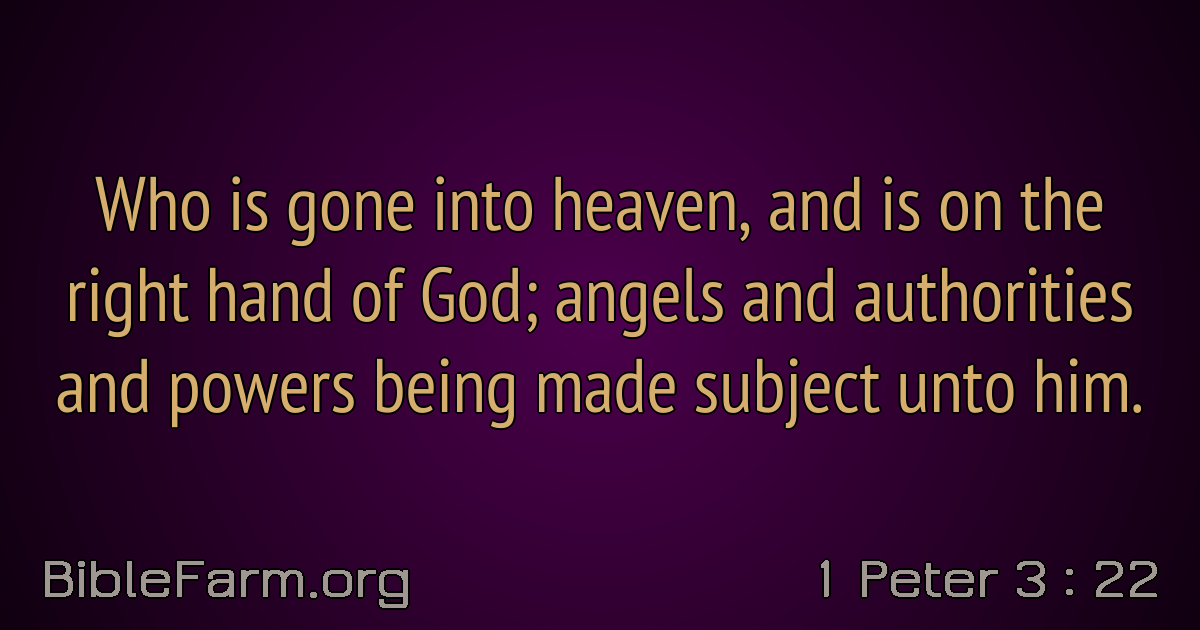 Who is gone into heaven, and is on the
right hand of God; angels and authorities
and powers being made subject unto him.
BibleFarm.org
1 Peter 3 : 22